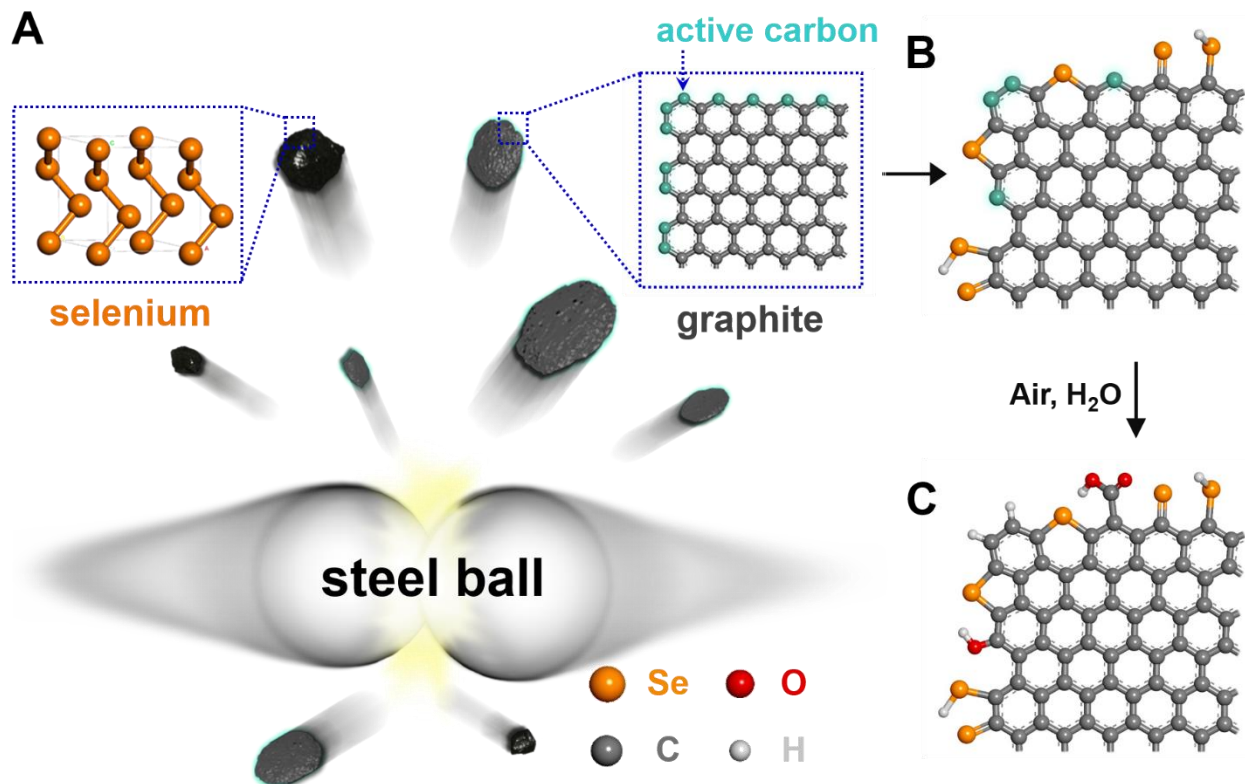 A
active carbon
B
selenium
graphite
Air, H₂O
C
steel ball
Se
O
C
H